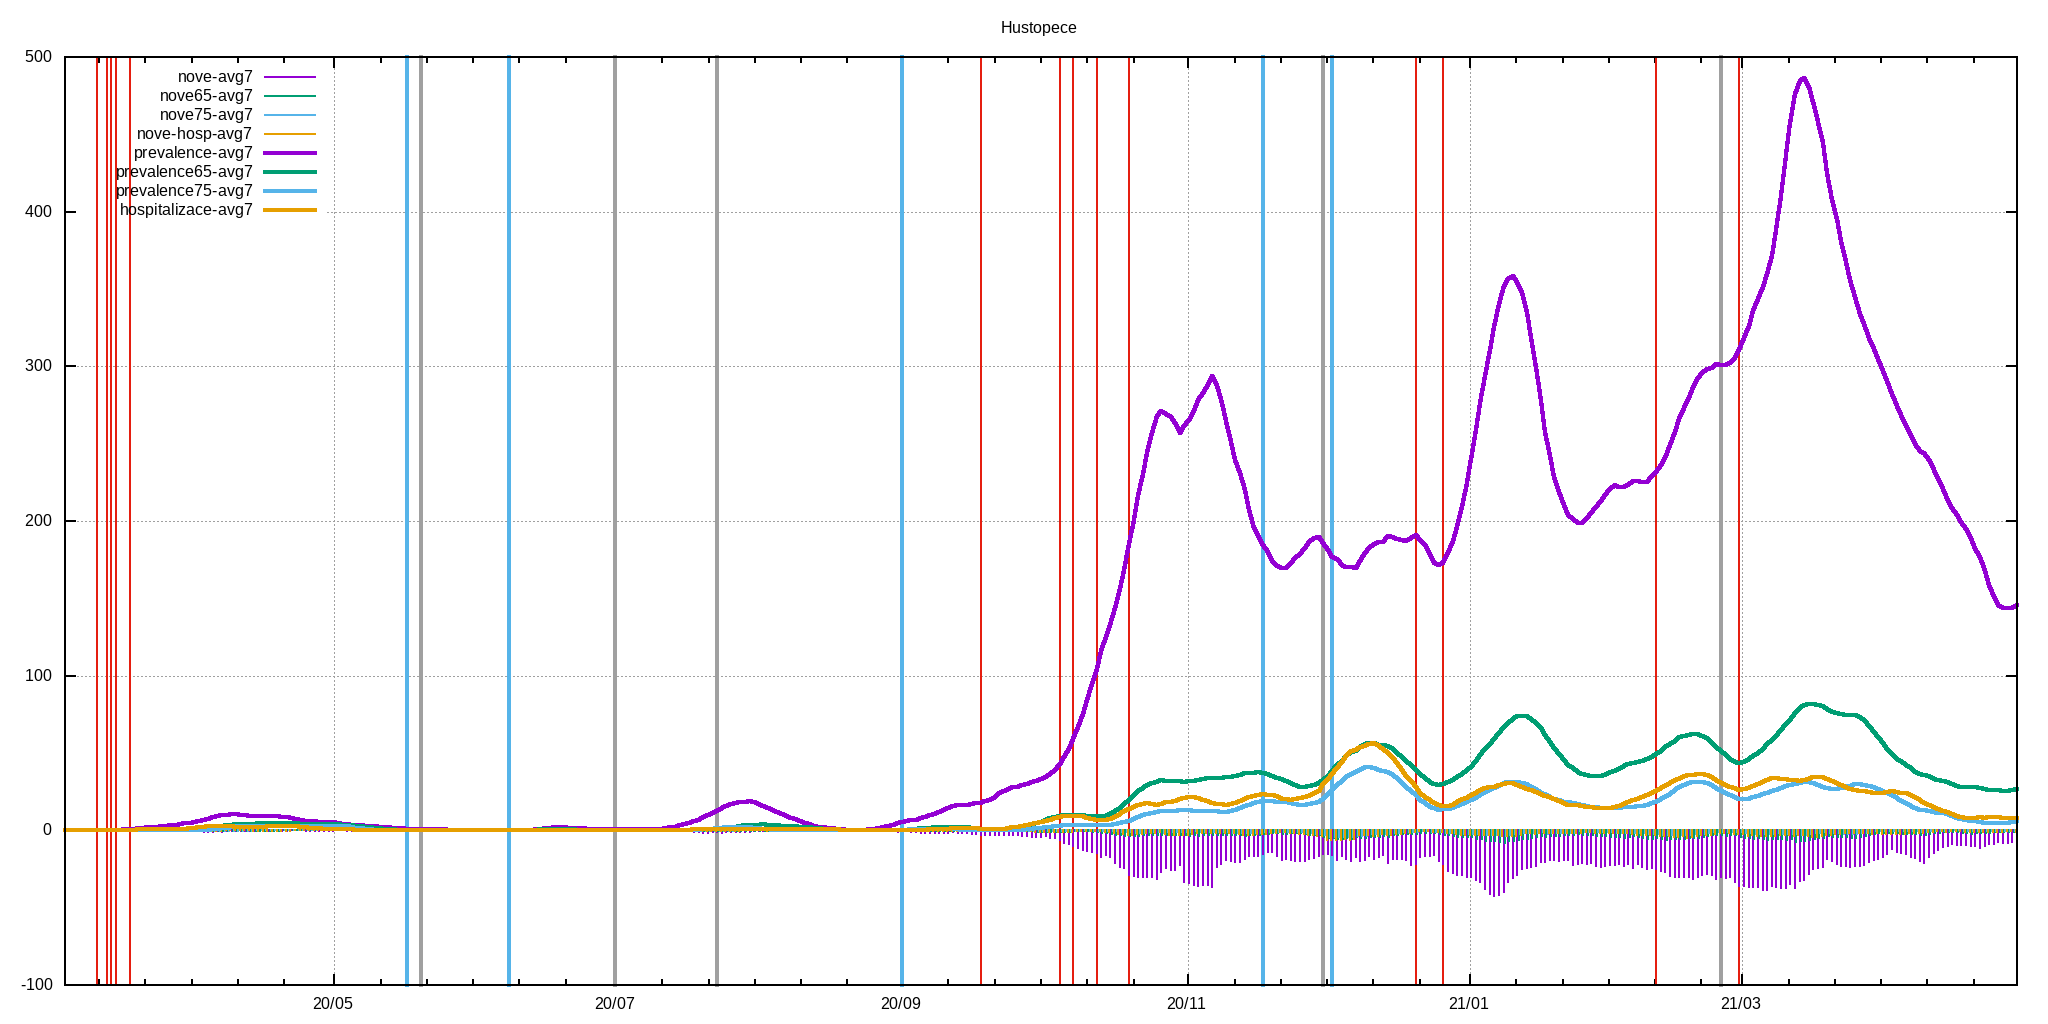 Hustopece
500
400
300
200
100
0
-100
nove-avg7
nove65-avg7
nove75-avg7
nove-hosp-avg7
prevalence-avg7
prevalence65-avg7
prevalence75-avg7
hospitalizace-avg7
20/05
20/07
20/09
20/11
21/01
21/03